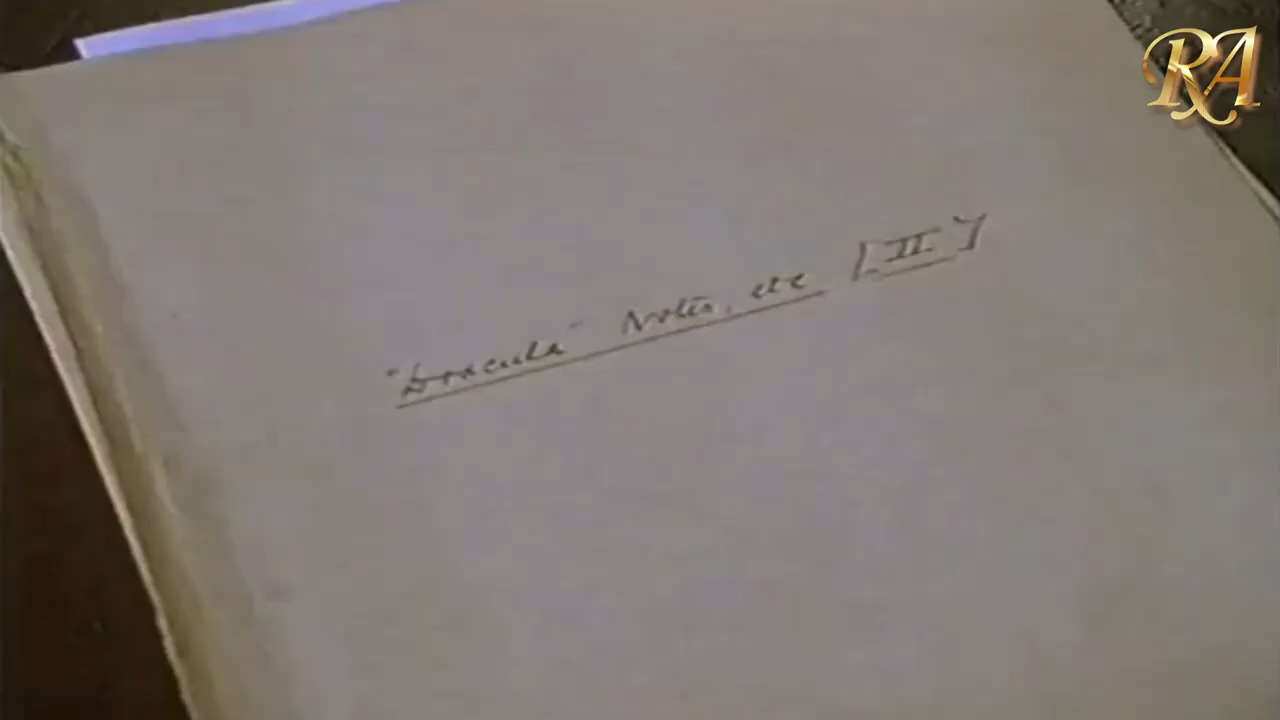 RA
"Dracula" Notes, etc [II]